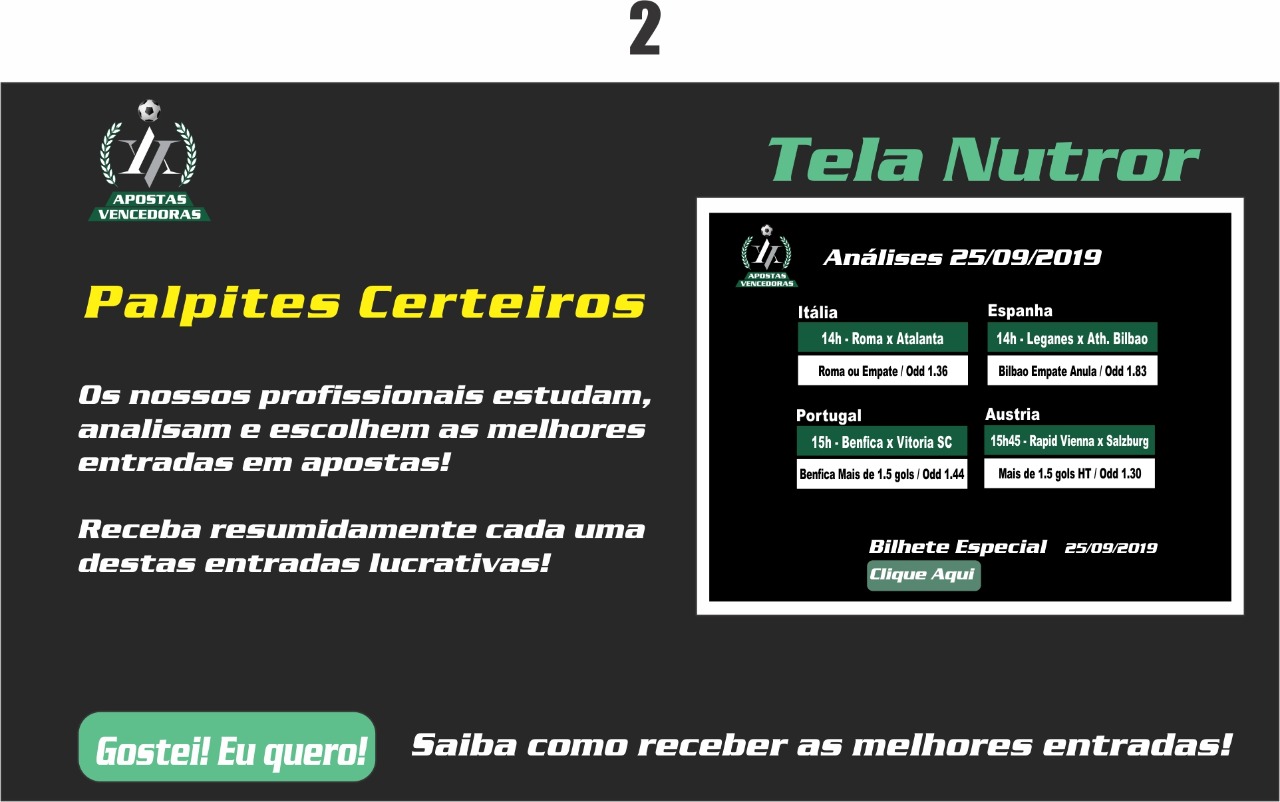 2
APOSTAS
VENCEDORAS
Palpites Certeiros
Os nossos profissionais estudam,
analisam e escolhem as melhores
entradas em apostas!
Receba resumidamente cada uma
destas entradas lucrativas!
Tela Nutror
APOSTAS
VENCEDORAS
Análises 25/09/2019
Itália
14h - Roma x Atalanta
Roma ou Empate / Odd 1.36
Espanha
14h - Leganes x Ath. Bilbao
Bilbao Empate Anula / Odd 1.83
Portugal
15h - Benfica x Vitoria SC
Benfica Mais de 1.5 gols / Odd 1.44
Austria
15h45 - Rapid Vienna x Salzburg
Mais de 1.5 gols HT / Odd 1.30
Bilhete Especial 25/09/2019
Clique Aqui
Gostei! Eu quero!
Saiba como receber as melhores entradas!